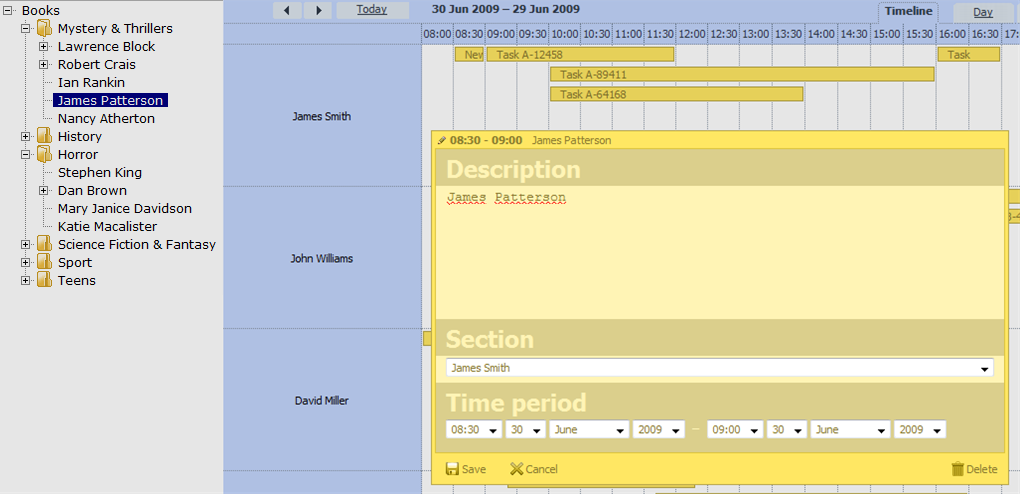 Books
Mystery & Thrillers
Lawrence Block
Robert Crais
Ian Rankin
James Patterson
Nancy Atherton
History
Horror
Stephen King
Dan Brown
Mary Janice Davidson
Katie Macalister
Science Fiction & Fantasy
Sport
Teens
Today 30 Jun 2009 – 29 Jun 2009 Timeline Day
08:00 08:30 09:00 09:30 10:00 10:30 11:00 11:30 12:00 12:30 13:00 13:30 14:00 14:30 15:00 15:30 16:00 16:30 17:
James Smith
New Task A-12458 Task
Task A-89411
Task A-64168
John Williams
David Miller
08:30 - 09:00 James Patterson
Description
James Patterson
Section
James Smith
Time period
08:30 30 June 2009 – 09:00 30 June 2009
Save Cancel Delete